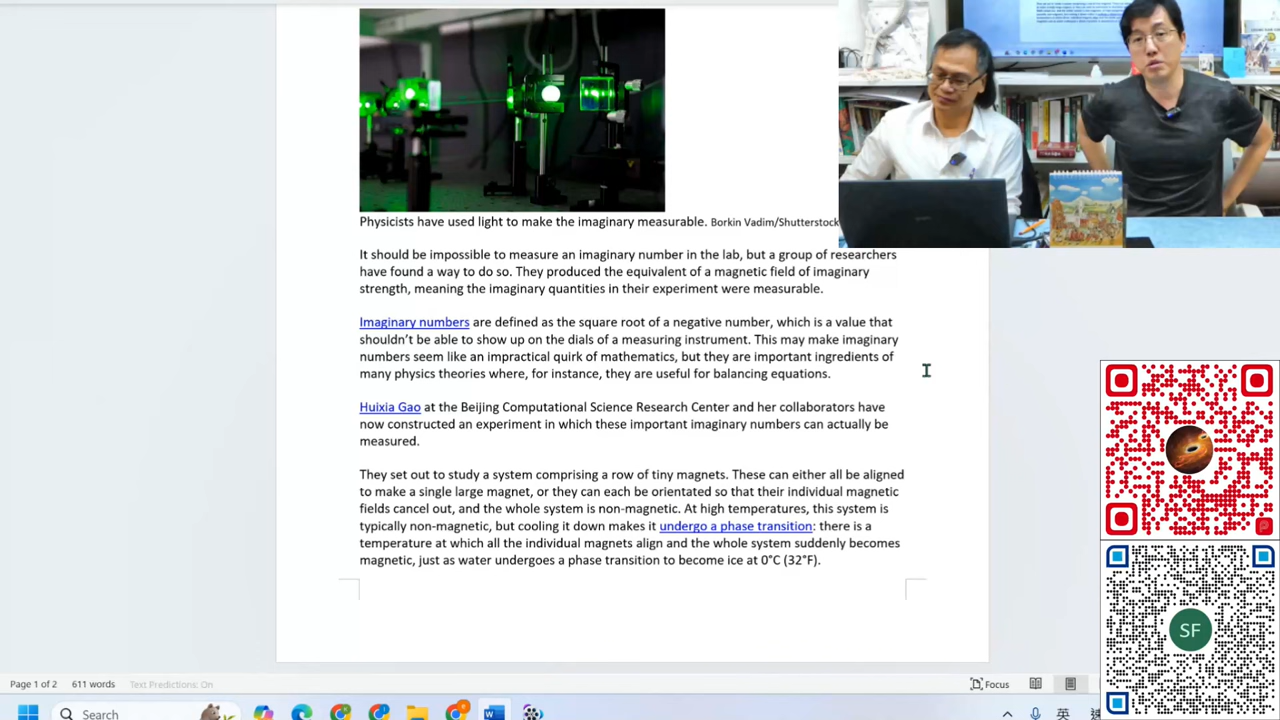 Physicists have used light to make the imaginary measurable. Borkin Vadim/Shutterstock
It should be impossible to measure an imaginary number in the lab, but a group of researchers
have found a way to do so. They produced the equivalent of a magnetic field of imaginary
strength, meaning the imaginary quantities in their experiment were measurable.
Imaginary numbers are defined as the square root of a negative number, which is a value that
shouldn't be able to show up on the dials of a measuring instrument. This may make imaginary
numbers seem like an impractical quirk of mathematics, but they are important ingredients of
many physics theories where, for instance, they are useful for balancing equations.
Huixia Gao at the Beijing Computational Science Research Center and her collaborators have
now constructed an experiment in which these important imaginary numbers can actually be
measured.
They set out to study a system comprising a row of tiny magnets. These can either all be aligned
to make a single large magnet, or they can each be orientated so that their individual magnetic
fields cancel out, and the whole system is non-magnetic. At high temperatures, this system is
typically non-magnetic, but cooling it down makes it undergo a phase transition: there is a
temperature at which all the individual magnets align and the whole system suddenly becomes
magnetic, just as water undergoes a phase transition to become ice at 0°C (32°F).
SF
Page 1 of 2 611 words Text Predictions: On Focus
Search 英 速